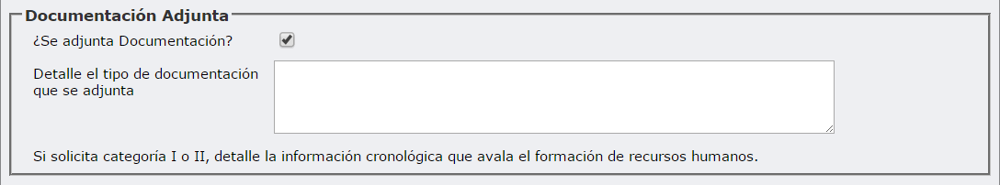 Documentación Adjunta
¿Se adjunta Documentación?
Detalle el tipo de documentación
que se adjunta
Si solicita categoría I o II, detalle la información cronológica que avala el formación de recursos humanos.